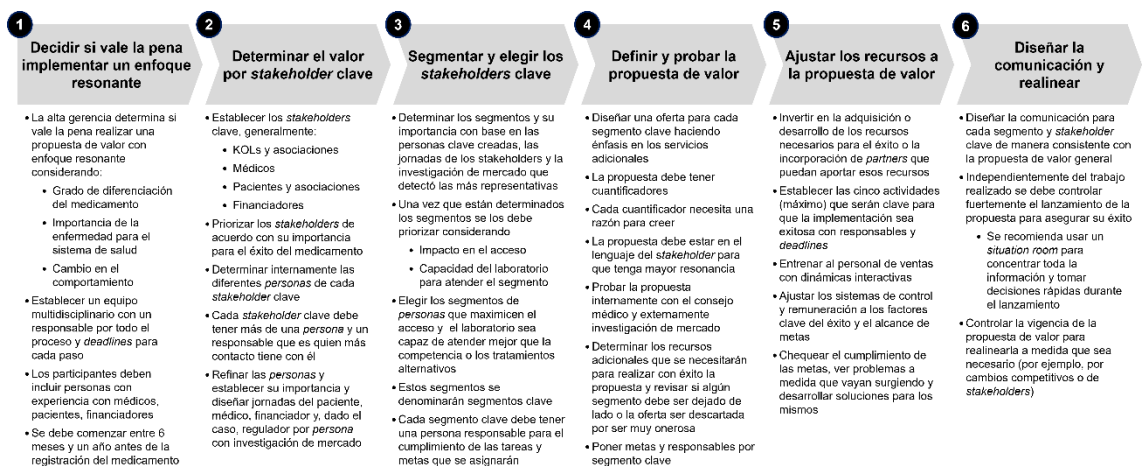 1
Decidir si vale la pena
implementar un enfoque
resonante
• La alta gerencia determina si
vale la pena realizar una
propuesta de valor con
enfoque resonante
considerando:
• Grado de diferenciación
del medicamento
• Importancia de la
enfermedad para el
sistema de salud
• Cambio en el
comportamiento
• Establecer un equipo
multidisciplinario con un
responsable por todo el
proceso y deadlines para
cada paso
• Los participantes deben
incluir personas con
experiencia con médicos,
pacientes, financiadores
• Se debe comenzar entre 6
meses y un año antes de la
registración del medicamento
2
Determinar el valor
por stakeholder clave
• Establecer los stakeholders
clave, generalmente:
• KOLs y asociaciones
• Médicos
• Pacientes y asociaciones
• Financiadores
• Priorizar los stakeholders de
acuerdo con su importancia
para el éxito del medicamento
• Determinar internamente las
diferentes personas de cada
stakeholder clave
• Cada stakeholder clave debe
tener más de una persona y un
responsable que es quien más
contacto tiene con él
• Refinar las personas y
establecer su importancia y
diseñar jornadas del paciente,
médico, financiador y, dado el
caso, regulador por persona
con investigación de mercado
3
Segmentar y elegir los
stakeholders clave
• Determinar los segmentos y su
importancia con base en las
personas clave creadas, las
jornadas de los stakeholders y la
investigación de mercado que
detectó las más representativas
• Una vez que están determinados
los segmentos se los debe
priorizar considerando
• Impacto en el acceso
• Capacidad del laboratorio
para atender el segmento
• Elegir los segmentos de
personas que maximicen el
acceso y el laboratorio sea
capaz de atender mejor que la
competencia o los tratamientos
alternativos
• Estos segmentos se
denominarán segmentos clave
• Cada segmento clave debe tener
una persona responsable para el
cumplimiento de las tareas y
metas que se asignarán
4
Definir y probar la
propuesta de valor
• Diseñar una oferta para cada
segmento clave haciendo
énfasis en los servicios
adicionales
• La propuesta debe tener
cuantificadores
• Cada cuantificador necesita una
razón para creer
• La propuesta debe estar en el
lenguaje del stakeholder para
que tenga mayor resonancia
• Probar la propuesta
internamente con el consejo
médico y externamente
investigación de mercado
• Determinar los recursos
adicionales que se necesitarán
para realizar con éxito la
propuesta y revisar si algún
segmento debe ser dejado de
lado o la oferta ser descartada
por ser muy onerosa
• Poner metas y responsables por
segmento clave
5
Ajustar los recursos a
la propuesta de valor
• Invertir en la adquisición o
desarrollo de los recursos
necesarios para el éxito o la
incorporación de partners que
puedan aportar esos recursos
• Establecer las cinco actividades
(máximo) que serán clave para
que la implementación sea
exitosa con responsables y
deadlines
• Entrenar al personal de ventas
con dinámicas interactivas
• Ajustar los sistemas de control
y remuneración a los factores
clave del éxito y el alcance de
metas
• Chequear el cumplimiento de
las metas, ver problemas a
medida que vayan surgiendo y
desarrollar soluciones para los
mismos
6
Diseñar la
comunicación y
realinear
• Diseñar la comunicación para
cada segmento y stakeholder
clave de manera consistente con
la propuesta de valor general
• Independientemente del trabajo
realizado se debe controlar
fuertemente el lanzamiento de la
propuesta para asegurar su éxito
• Se recomienda usar un
situation room para
concentrar toda la
información y tomar
decisiones rápidas durante
el lanzamiento
• Controlar la vigencia de la
propuesta de valor para
realinearla a medida que sea
necesario (por ejemplo, por
cambios competitivos o de
stakeholders)